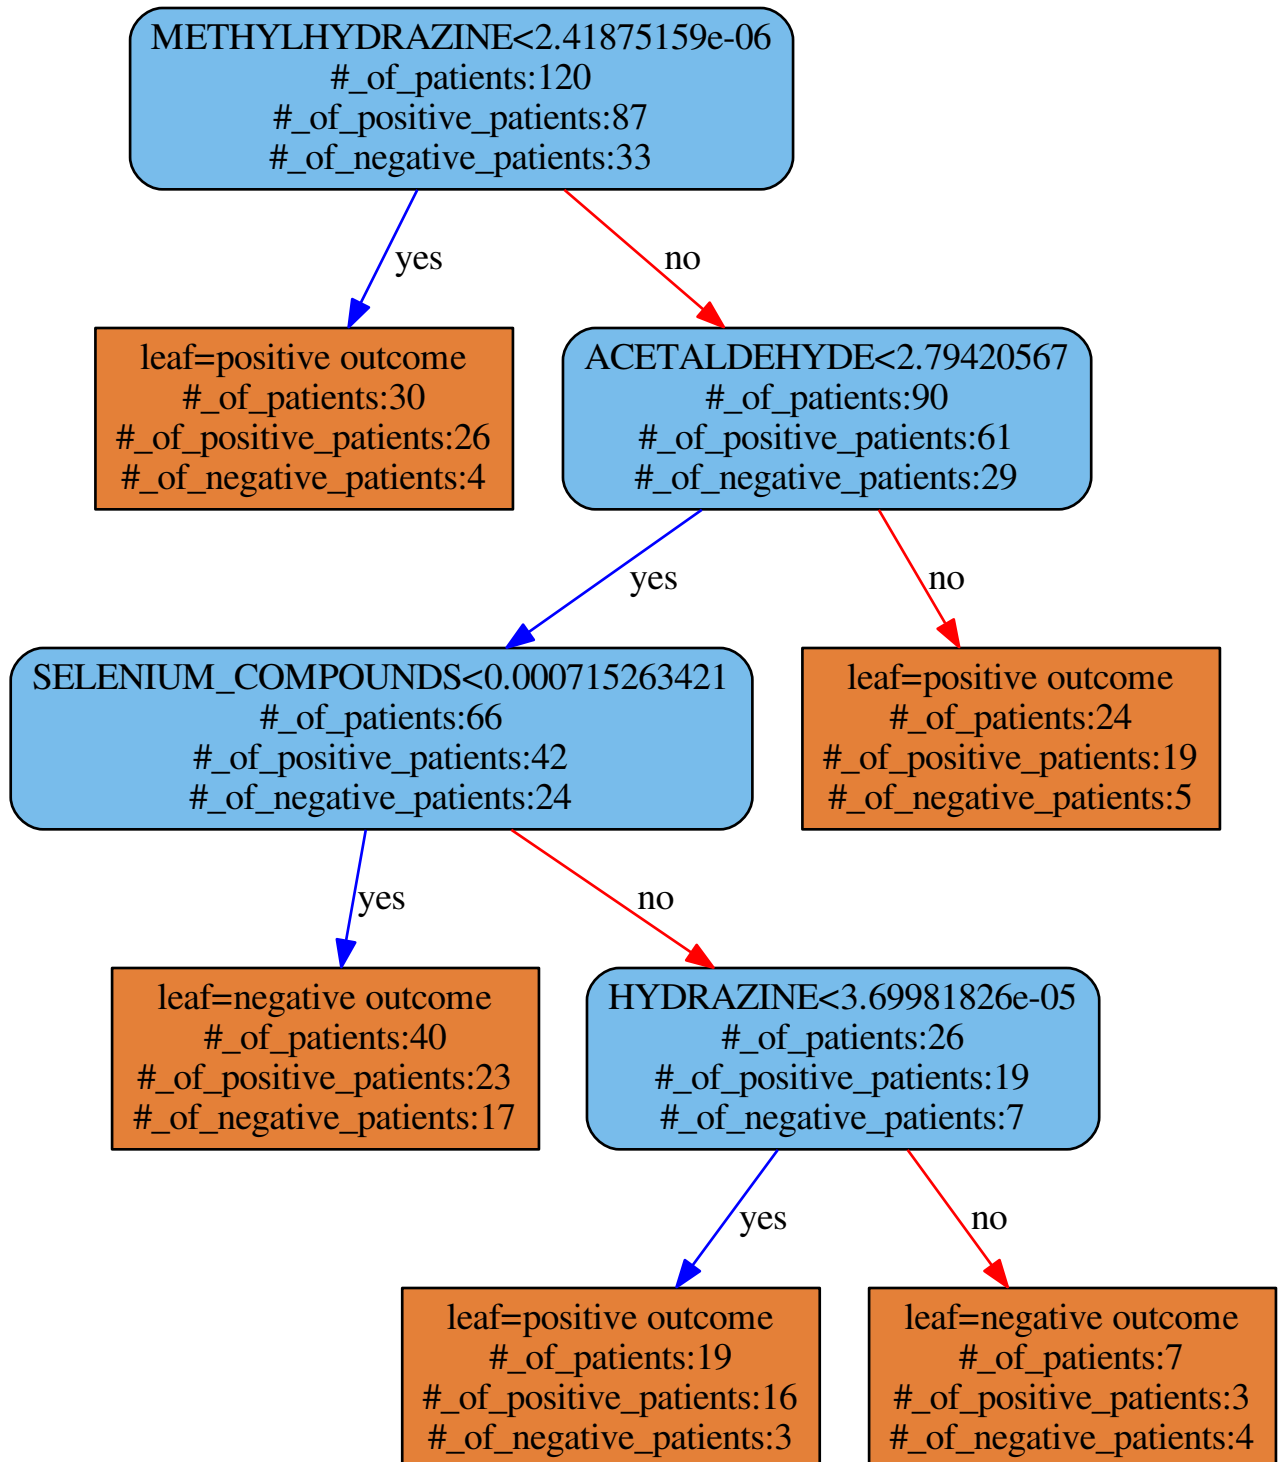 METHYLHYDRAZINE<2.41875159e-06
#_of_patients:120
#_of_positive_patients:87
#_of_negative_patients:33
yes
no
leaf=positive outcome
#_of_patients:30
#_of_positive_patients:26
#_of_negative_patients:4
ACETALDEHYDE<2.79420567
#_of_patients:90
#_of_positive_patients:61
#_of_negative_patients:29
yes
no
SELENIUM_COMPOUNDS<0.000715263421
#_of_patients:66
#_of_positive_patients:42
#_of_negative_patients:24
leaf=positive outcome
#_of_patients:24
#_of_positive_patients:19
#_of_negative_patients:5
yes
no
leaf=negative outcome
#_of_patients:40
#_of_positive_patients:23
#_of_negative_patients:17
HYDRAZINE<3.69981826e-05
#_of_patients:26
#_of_positive_patients:19
#_of_negative_patients:7
yes
no
leaf=positive outcome
#_of_patients:19
#_of_positive_patients:16
#_of_negative_patients:3
leaf=negative outcome
#_of_patients:7
#_of_positive_patients:3
#_of_negative_patients:4